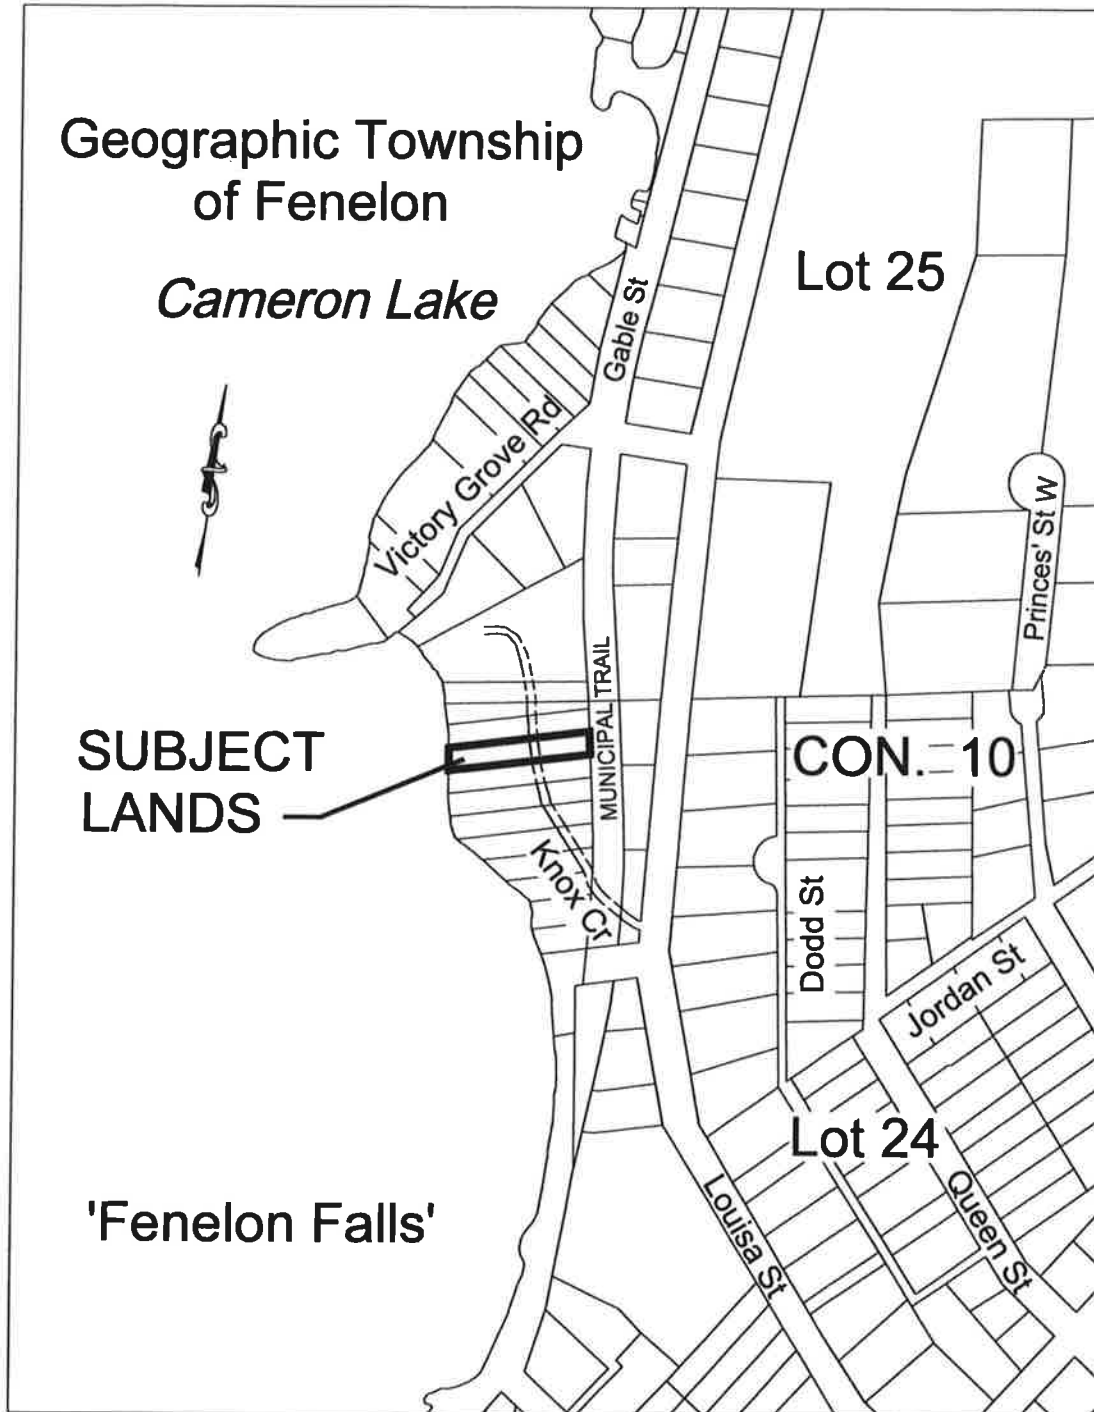 Geographic Township
of Fenelon
Cameron Lake
Lot 25
Gable St
Victory Grove Rd
Princes' St W
MUNICIPAL TRAIL
SUBJECT
LANDS
CON. 10
Knox Cr
Dodd St
Jordan St
Lot 24
'Fenelon Falls'
Louisa St
Queen St